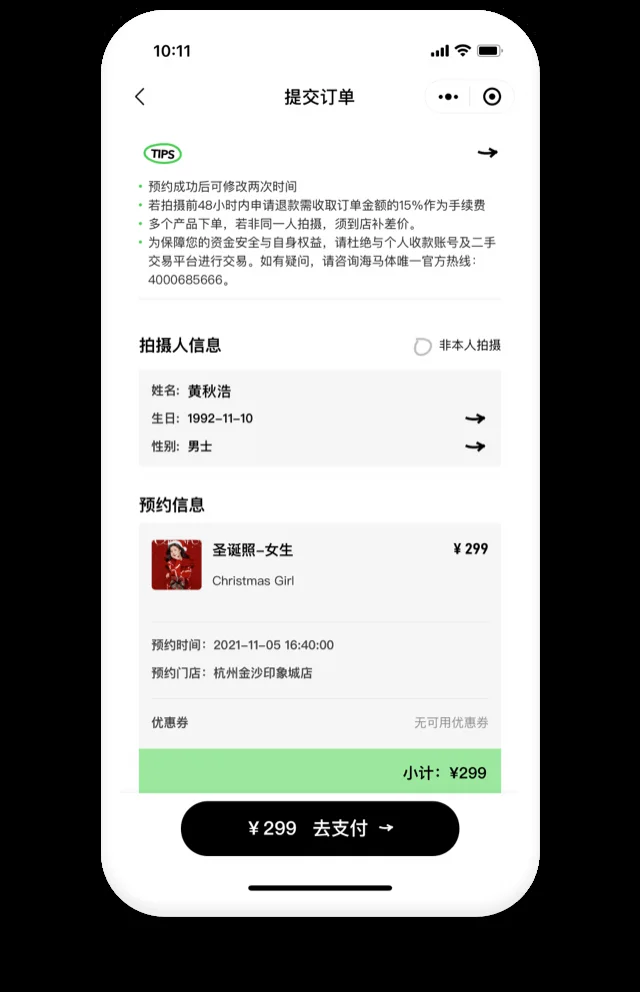 10:11
提交订单
TIPS
预约成功后可修改两次时间
若拍摄前48小时内申请退款需收取订单金额的15%作为手续费
多个产品下单，若非同一人拍摄，须到店补差价。
为保障您的资金安全与自身权益，请杜绝与个人收款账号及二手
交易平台进行交易。如有疑问，请咨询海马体唯一官方热线：
4000685666。
拍摄人信息 非本人拍摄
姓名：黄秋浩
生日：1992-11-10
性别：男士
预约信息
圣诞照-女生 ¥ 299
Christmas Girl
预约时间：2021-11-05 16:40:00
预约门店：杭州金沙印象城店
优惠券 无可用优惠券
小计：¥299
¥ 299 去支付 →